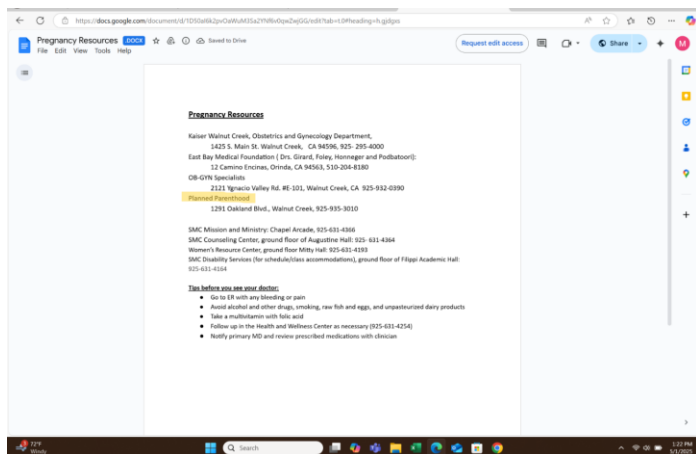 https://docs.google.com/document/d/
Pregnancy Resources .DOCX
Saved to Drive
File Edit View Tools Help
Request edit access
Share
M
Pregnancy Resources
Kaiser Walnut Creek, Obstetrics and Gynecology Department,
1425 S. Main St. Walnut Creek, CA 94596, 925- 295-4000
East Bay Medical Foundation ( Drs. Girard, Foley, Honneger and Podbatoori):
12 Camino Encinas, Orinda, CA 94563, 510-204-8180
OB-GYN Specialists
2121 Ygnacio Valley Rd. #E-101, Walnut Creek, CA 925-932-0390
Planned Parenthood
1291 Oakland Blvd., Walnut Creek, 925-935-3010
SMC Mission and Ministry: Chapel Arcade, 925-631-4366
SMC Counseling Center, ground floor of Augustine Hall: 925- 631-4364
Women's Resource Center, ground floor Mitty Hall: 925-631-4193
SMC Disability Services (for schedule/class accommodations), ground floor of Filippi Academic Hall:
925-631-4164
Tips before you see your doctor:
● Go to ER with any bleeding or pain
● Avoid alcohol and other drugs, smoking, raw fish and eggs, and unpasteurized dairy products
● Take a multivitamin with folic acid
● Follow up in the Health and Wellness Center as necessary (925-631-4254)
● Notify primary MD and review prescribed medications with clinician
72°F
Windy
Search
1:22 PM
5/1/2025